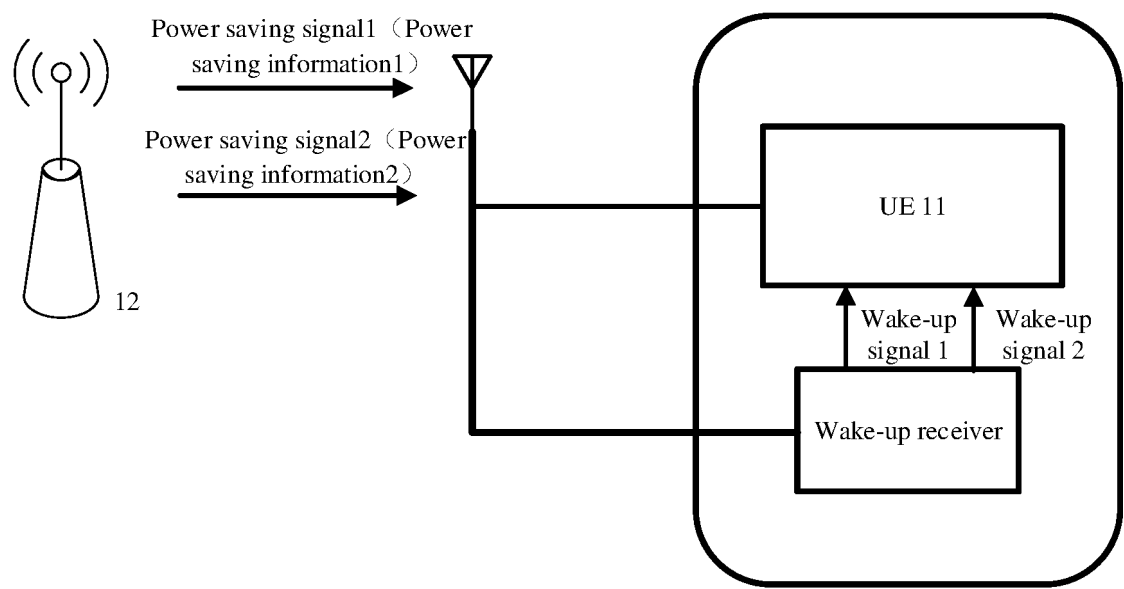 Power saving signal1（Power
saving information1）
Power saving signal2（Power
saving information2）
12
UE 11
Wake-up
signal 1
Wake-up
signal 2
Wake-up receiver